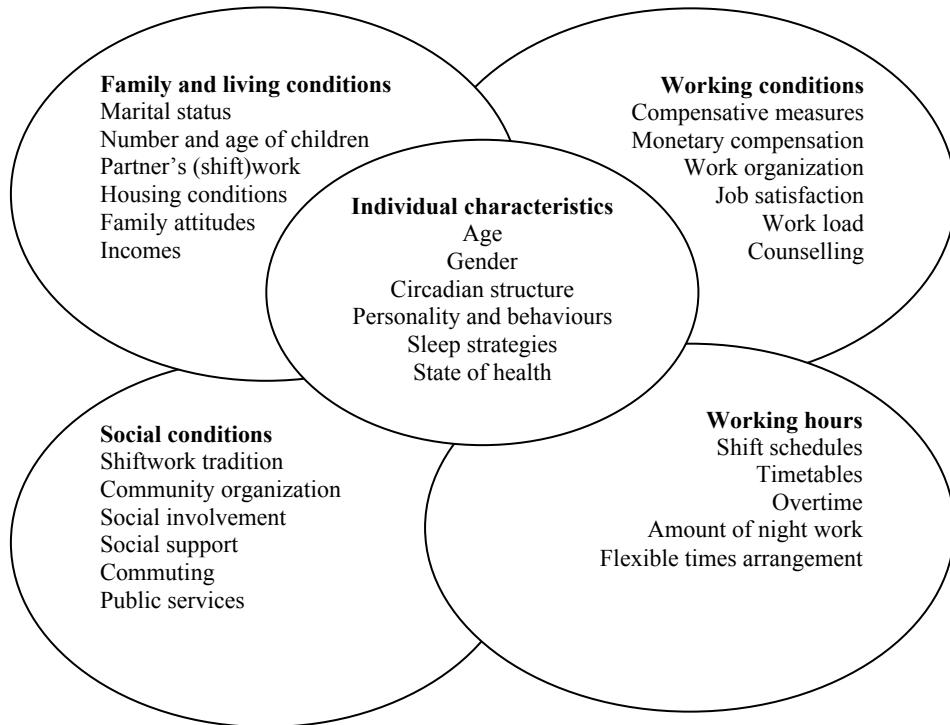 Family and living conditions
Marital status
Number and age of children
Partner’s (shift)work
Housing conditions
Family attitudes
Incomes
Working conditions
Compensative measures
Monetary compensation
Work organization
Job satisfaction
Work load
Counselling
Individual characteristics
Age
Gender
Circadian structure
Personality and behaviours
Sleep strategies
State of health
Social conditions
Shiftwork tradition
Community organization
Social involvement
Social support
Commuting
Public services
Working hours
Shift schedules
Timetables
Overtime
Amount of night work
Flexible times arrangement